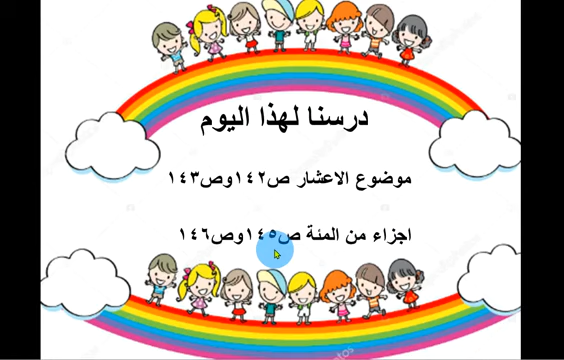 درسنا لهذا اليوم
موضوع الاعشار ص١٤٢وص١٤٣
اجزاء من المئة ص١٤٥وص١٤٦